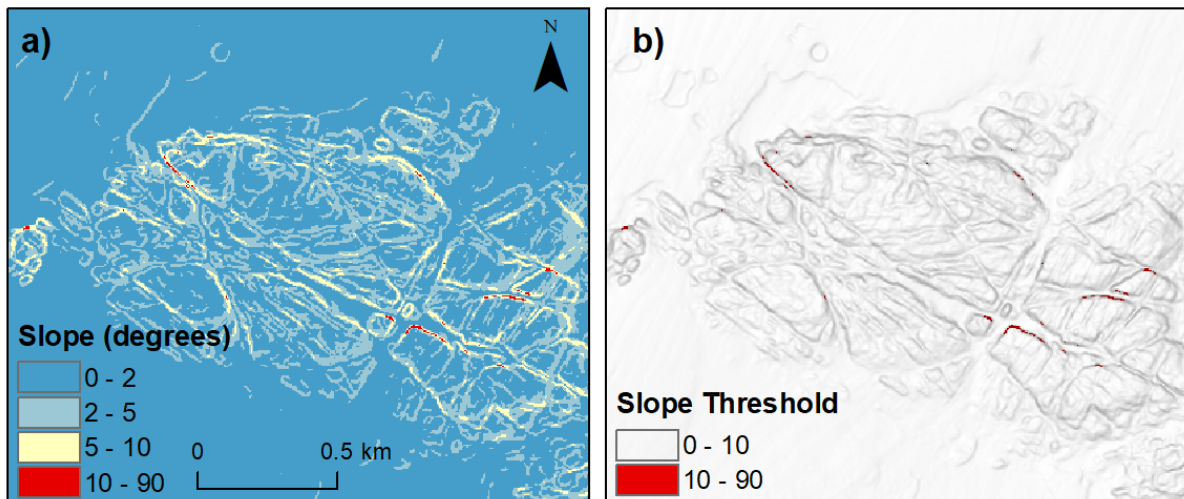 a)
N
Slope (degrees)
0 - 2
2 - 5
5 - 10
10 - 90
0 0.5 km
b)
Slope Threshold
0 - 10
10 - 90